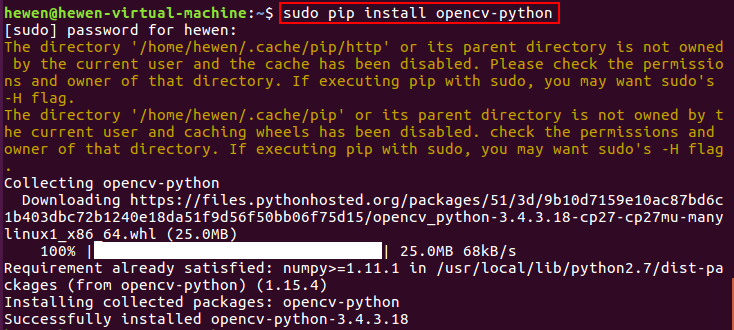 hewen@hewen-virtual-machine:~$ sudo pip install opencv-python
[sudo] password for hewen:
The directory '/home/hewen/.cache/pip/http' or its parent directory is not owned
 by the current user and the cache has been disabled. Please check the permissio
ns and owner of that directory. If executing pip with sudo, you may want sudo's
-H flag.
The directory '/home/hewen/.cache/pip' or its parent directory is not owned by t
he current user and caching wheels has been disabled. check the permissions and
owner of that directory. If executing pip with sudo, you may want sudo's -H flag
.
Collecting opencv-python
  Downloading https://files.pythonhosted.org/packages/51/3d/9b10d7159e10ac87bd6c
1b403dbc72b1240e18da51f9d56f50bb06f75d15/opencv_python-3.4.3.18-cp27-cp27mu-many
linux1_x86_64.whl (25.0MB)
    100% || 25.0MB 68kB/s
Requirement already satisfied: numpy>=1.11.1 in /usr/local/lib/python2.7/dist-pa
ckages (from opencv-python) (1.15.4)
Installing collected packages: opencv-python
Successfully installed opencv-python-3.4.3.18